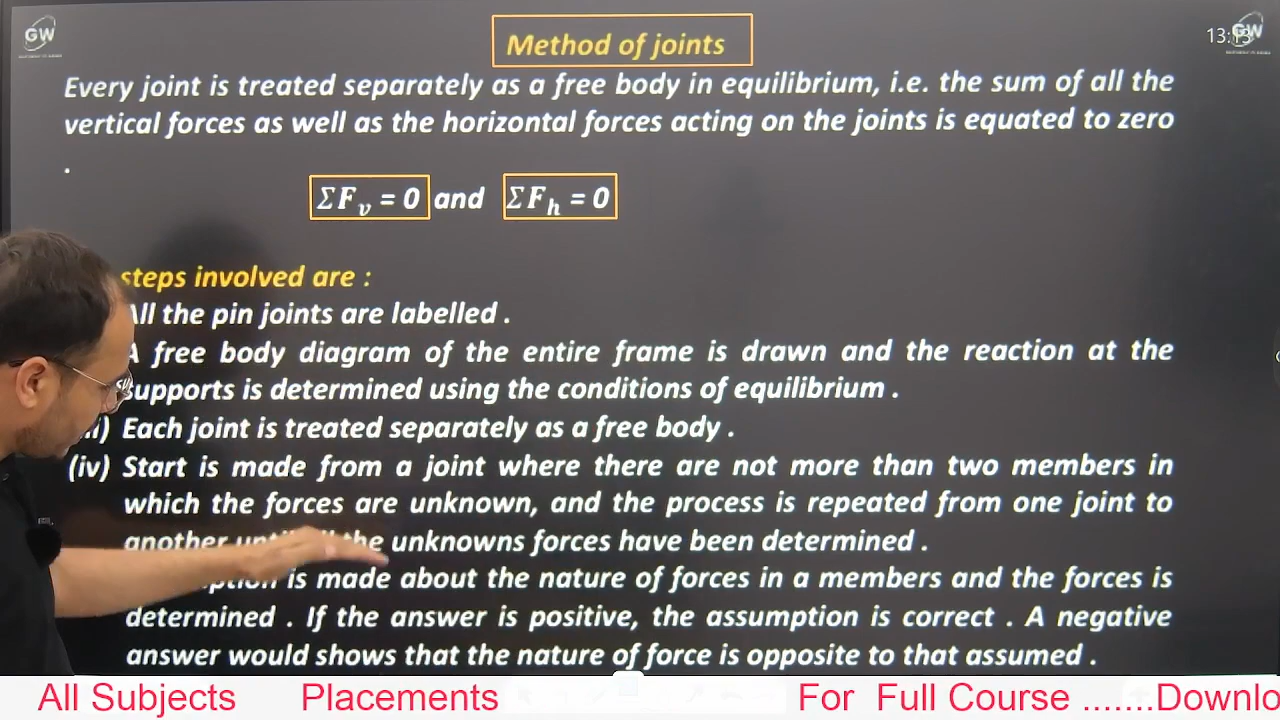 GW
Method of joints
13:13
GW
Every joint is treated separately as a free body in equilibrium, i.e. the sum of all the
vertical forces as well as the horizontal forces acting on the joints is equated to zero
.
ΣFᵥ = 0 and ΣFₕ = 0
steps involved are :
All the pin joints are labelled .
A free body diagram of the entire frame is drawn and the reaction at the
supports is determined using the conditions of equilibrium .
Each joint is treated separately as a free body .
(iv) Start is made from a joint where there are not more than two members in
which the forces are unknown, and the process is repeated from one joint to
another until all the unknowns forces have been determined .
is made about the nature of forces in a members and the forces is
determined . If the answer is positive, the assumption is correct . A negative
answer would shows that the nature of force is opposite to that assumed .
All Subjects Placements For Full Course .......Downlo